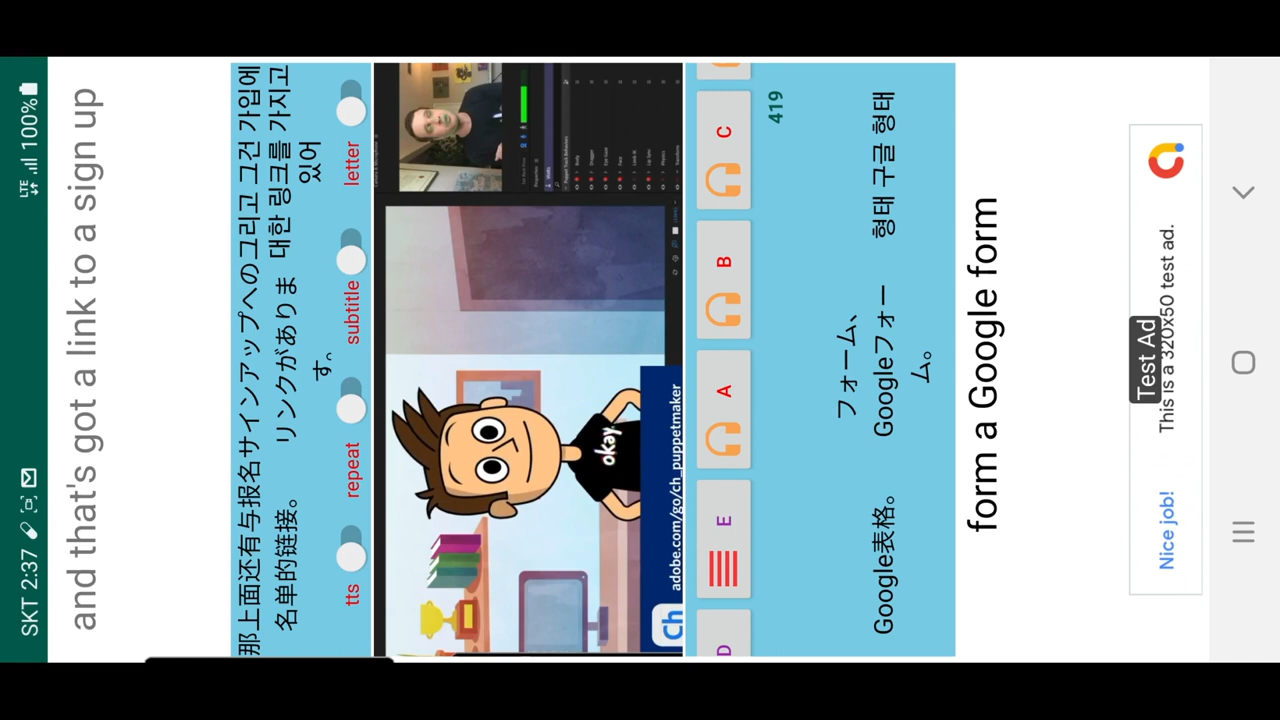 SKT 2:37
LTE
100%
and that's got a link to a sign up
那上面还有与报名
名单的链接。
サインアップへの
リンクがありま
す。
그리고 그건 가입에
대한 링크를 가지고
있어
tts
repeat
subtitle
letter
okay
adobe.com/go/ch_puppetmaker
Ch
D
E
A
B
C
419
Google表格。
フォーム、
Googleフォー
ム。
형태 구글 형태
form a Google form
Test Ad
Nice job!
This is a 320x50 test ad.